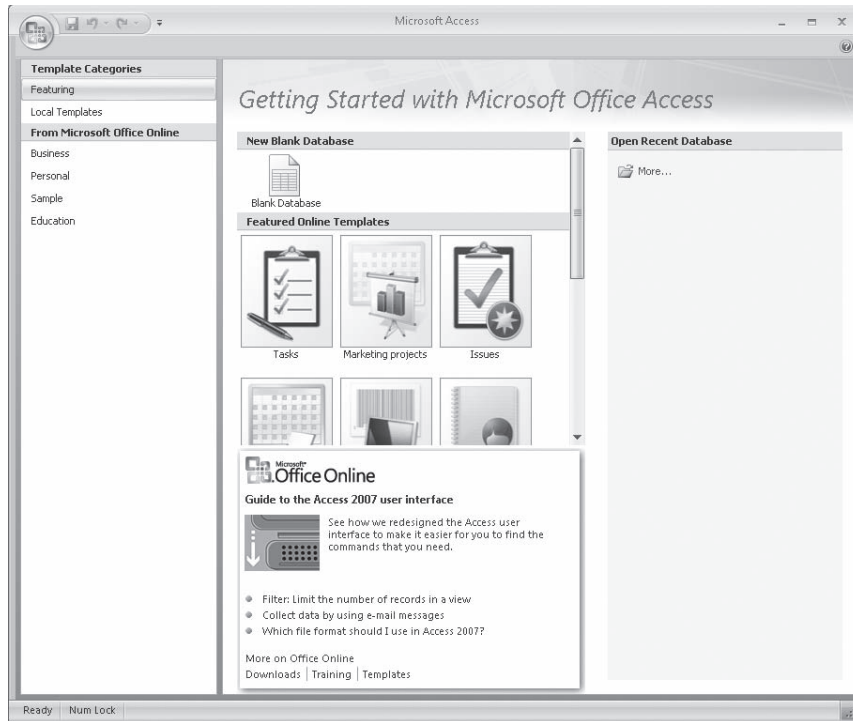 Microsoft Access
Template Categories
Featuring
Local Templates
From Microsoft Office Online
Business
Personal
Sample
Education
Getting Started with Microsoft Office Access
New Blank Database
Blank Database
Featured Online Templates
Tasks
Marketing projects
Issues
Microsoft
Office Online
Guide to the Access 2007 user interface
See how we redesigned the Access user
interface to make it easier for you to find the
commands that you need.
Filter: Limit the number of records in a view
Collect data by using e-mail messages
Which file format should I use in Access 2007?
More on Office Online
Downloads | Training | Templates
Open Recent Database
More...
Ready Num Lock